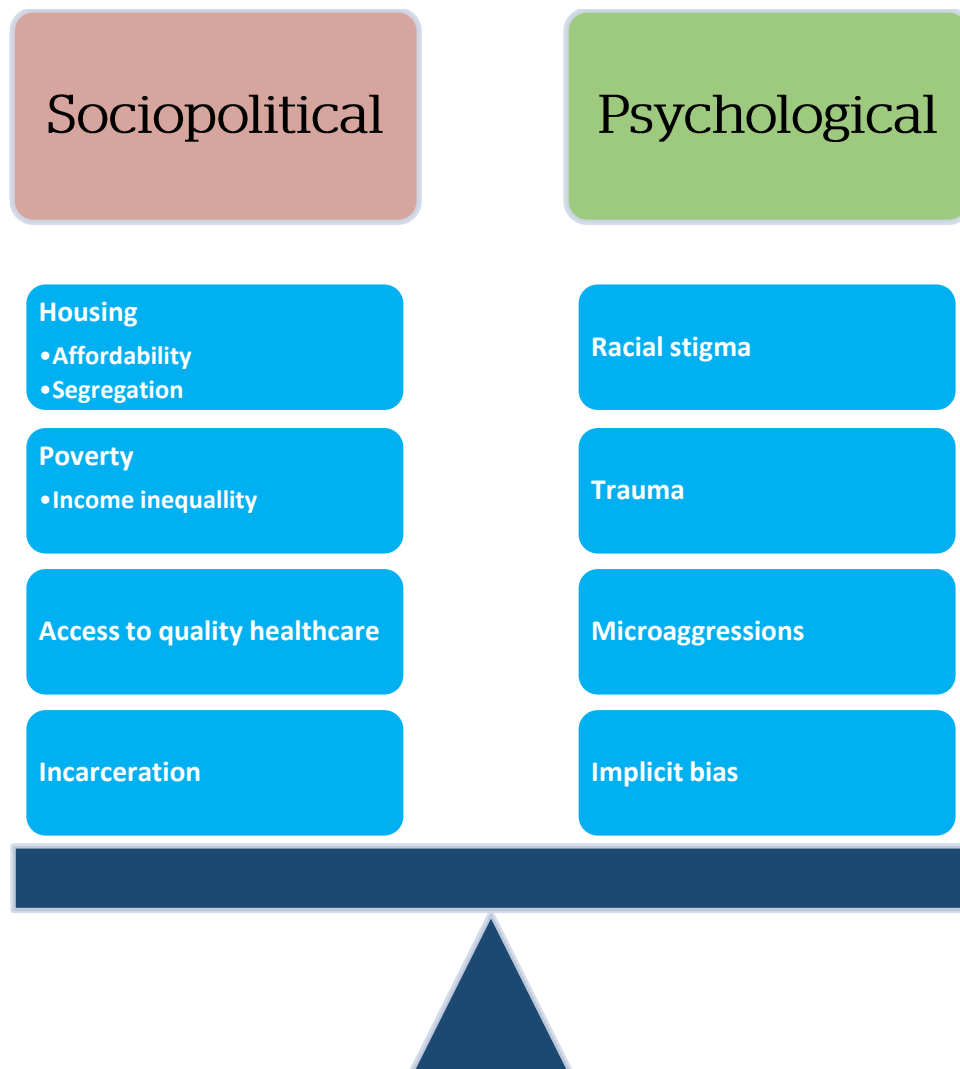 Sociopolitical
Psychological
Housing
•Affordability
•Segregation
Poverty
•Income inequallity
Access to quality healthcare
Incarceration
Racial stigma
Trauma
Microaggressions
Implicit bias